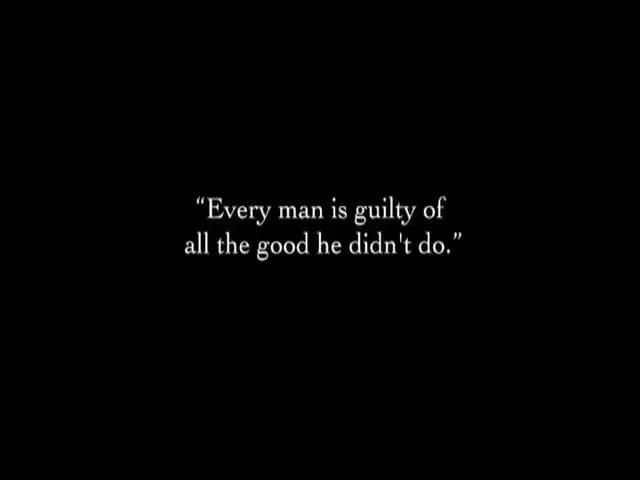 “Every man is guilty of
all the good he didn't do.”